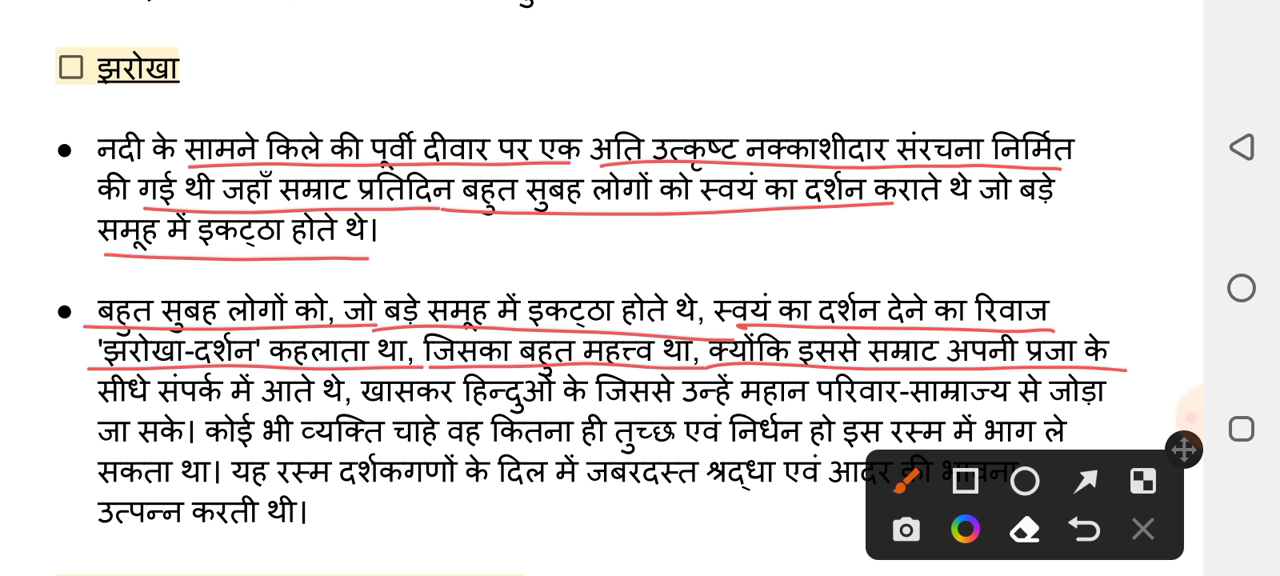 झरोखा
नदी के सामने किले की पूर्वी दीवार पर एक अति उत्कृष्ट नक्काशीदार संरचना निर्मित
की गई थी जहाँ सम्राट प्रतिदिन बहुत सुबह लोगों को स्वयं का दर्शन कराते थे जो बड़े
समूह में इकट्ठा होते थे।
बहुत सुबह लोगों को, जो बड़े समूह में इकट्ठा होते थे, स्वयं का दर्शन देने का रिवाज
'झरोखा-दर्शन' कहलाता था, जिसका बहुत महत्त्व था, क्योंकि इससे सम्राट अपनी प्रजा के
सीधे संपर्क में आते थे, खासकर हिन्दुओं के जिससे उन्हें महान परिवार-साम्राज्य से जोड़ा
जा सके। कोई भी व्यक्ति चाहे वह कितना ही तुच्छ एवं निर्धन हो इस रस्म में भाग ले
सकता था। यह रस्म दर्शकगणों के दिल में जबरदस्त श्रद्धा एवं आदर की भावना
उत्पन्न करती थी।